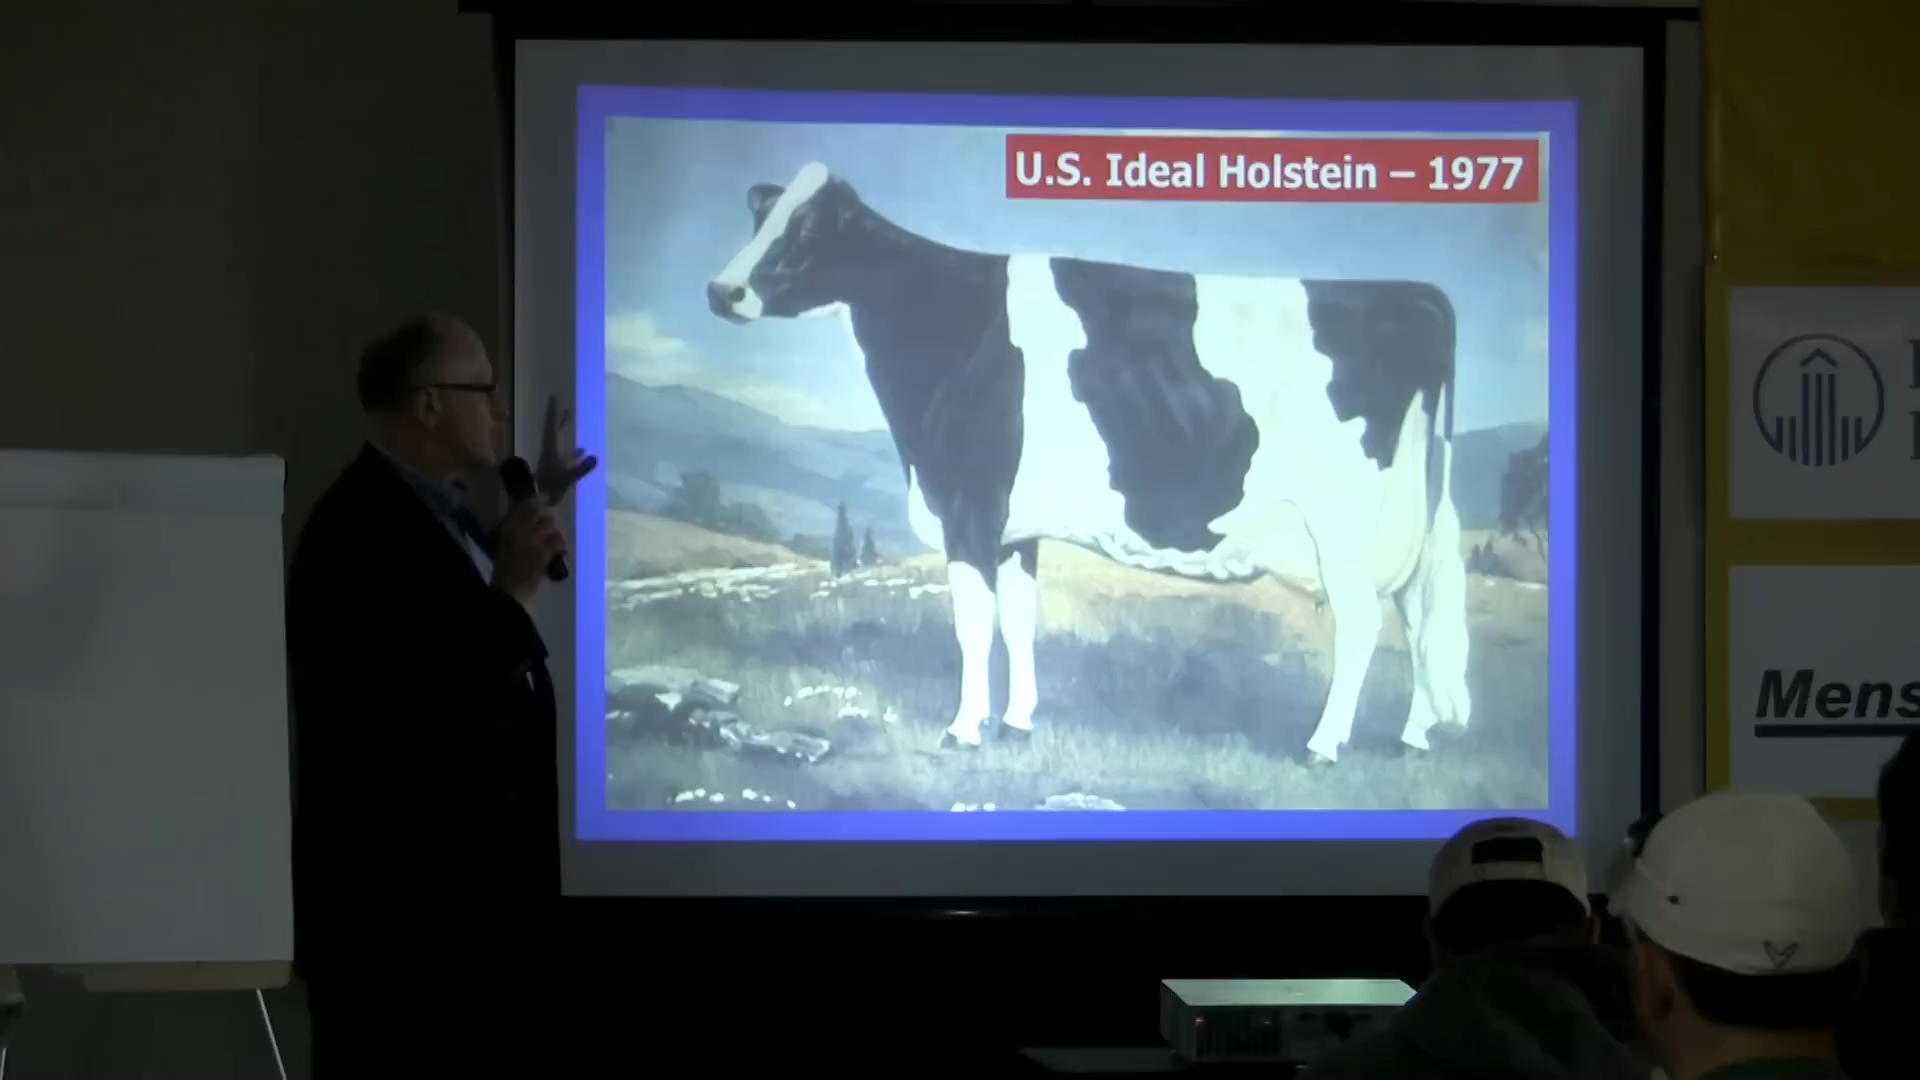 U.S. Ideal Holstein – 1977
Mens